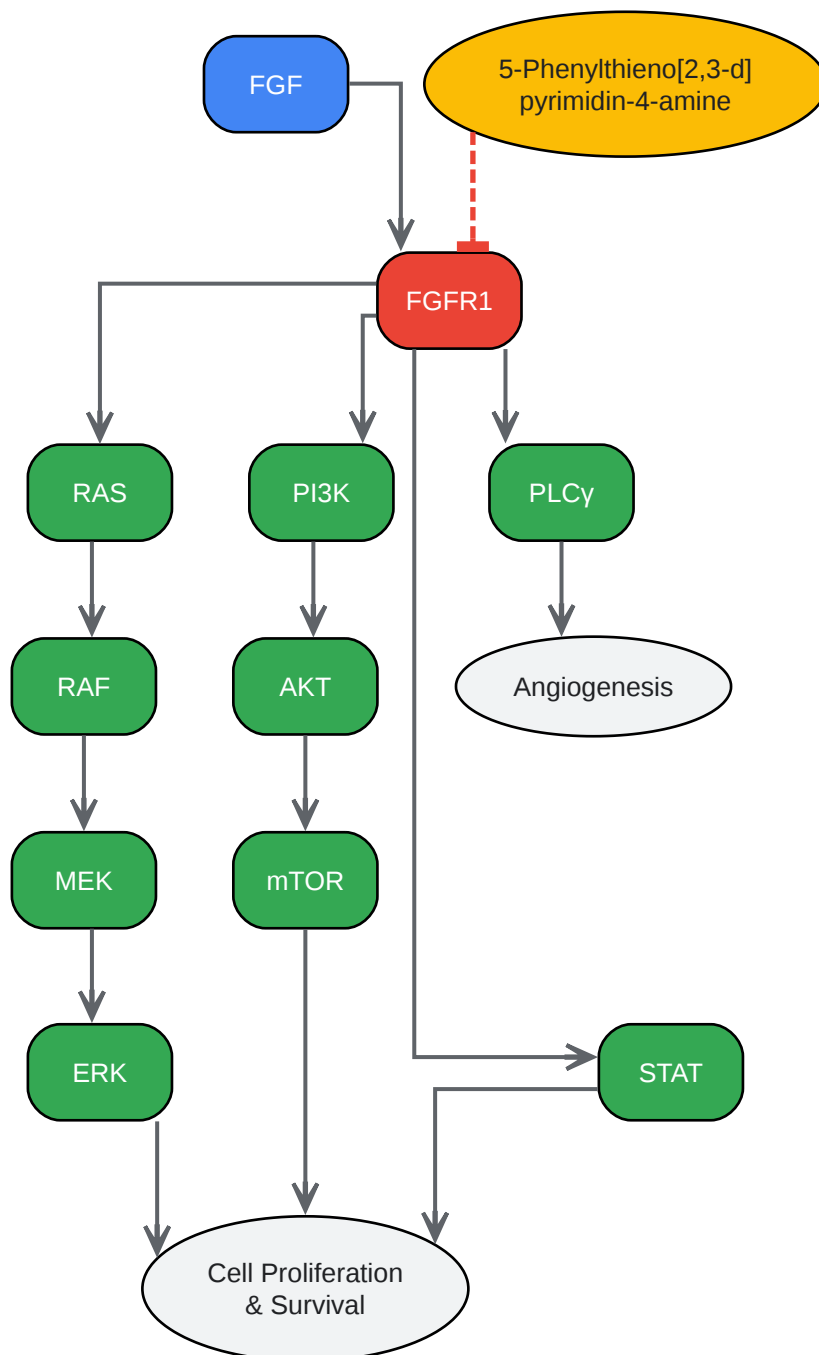 FGF
5-Phenylthieno[2,3-d]
pyrimidin-4-amine
FGFR1
RAS
PI3K
PLCγ
RAF
AKT
Angiogenesis
MEK
mTOR
ERK
STAT
Cell Proliferation
& Survival